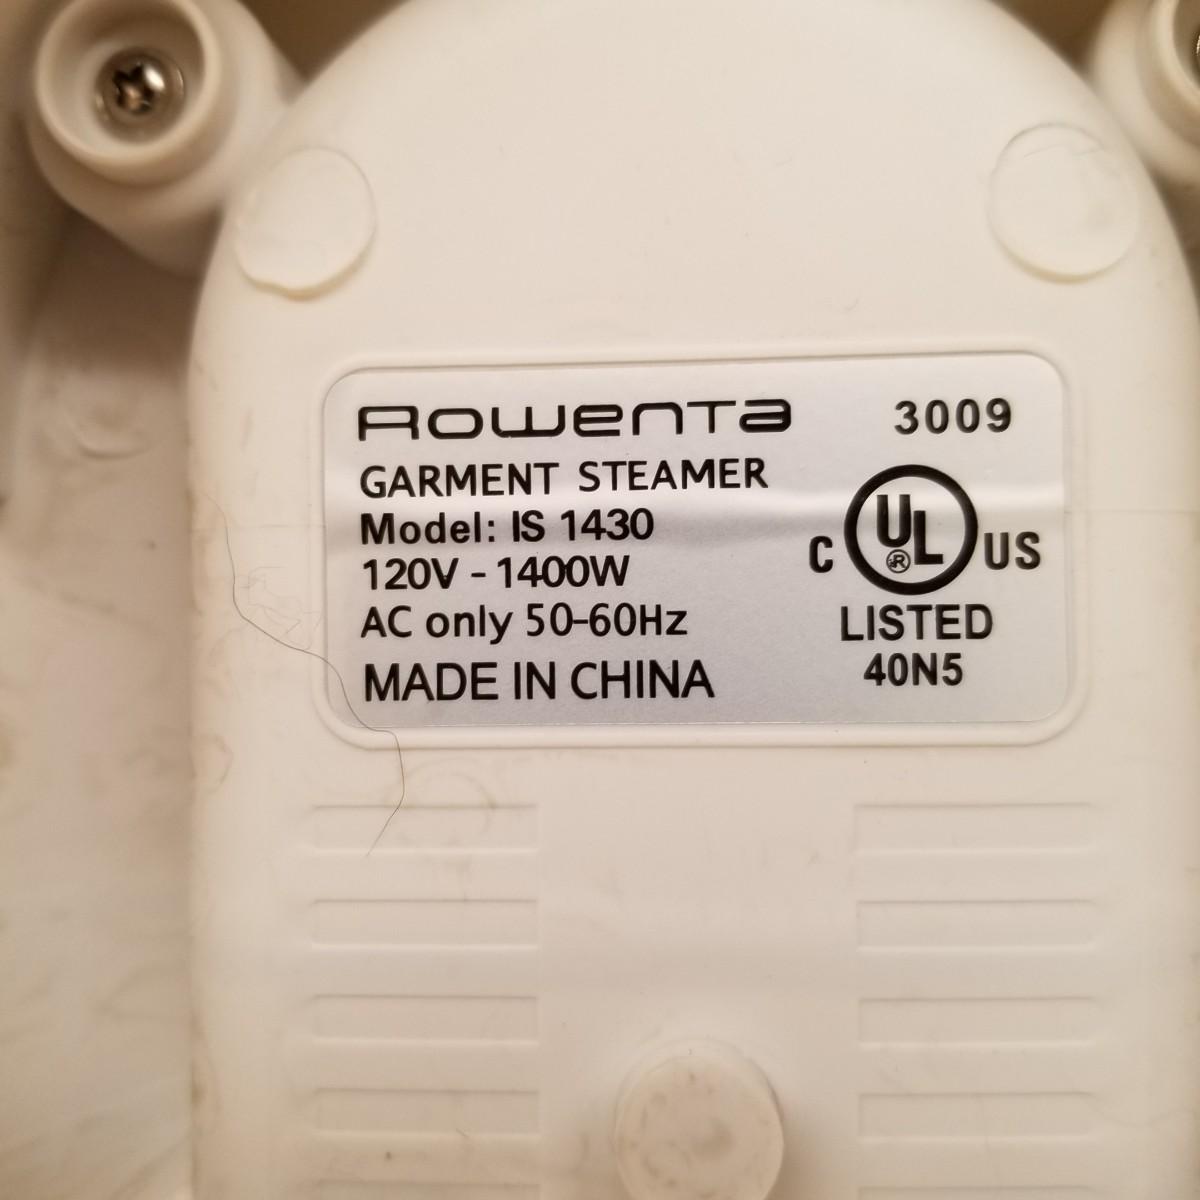 Rowenta 3009
GARMENT STEAMER
Model: IS 1430
120V - 1400W
AC only 50-60Hz
MADE IN CHINA
C UL® US
LISTED
40N5